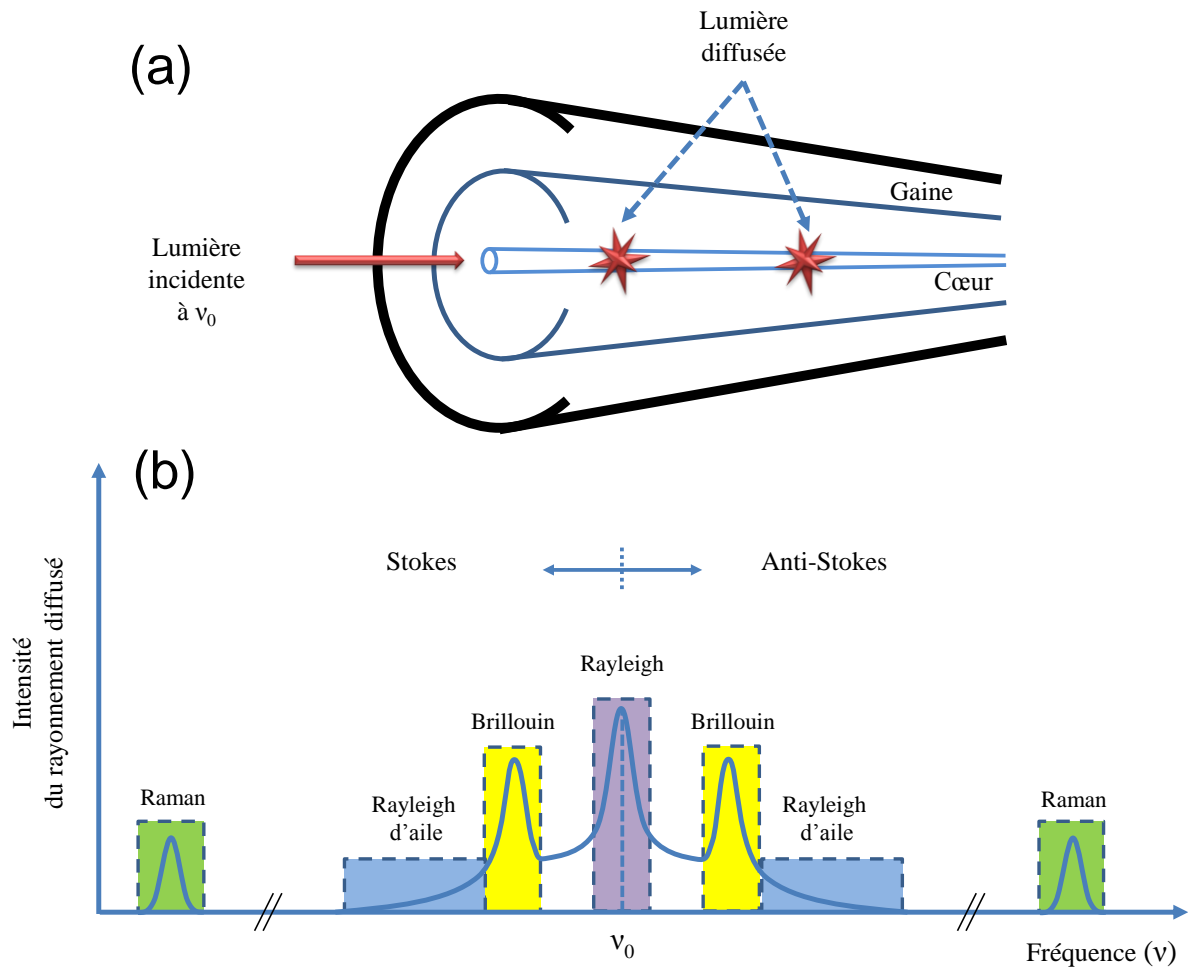 (a)
Lumière
diffusée
Gaine
Lumière
incidente
à ν0
Cœur
(b)
Intensité
du rayonnement diffusé
Stokes
Anti-Stokes
Rayleigh
Brillouin
Brillouin
Raman
Rayleigh
d’aile
Rayleigh
d’aile
Raman
ν0
Fréquence (ν)